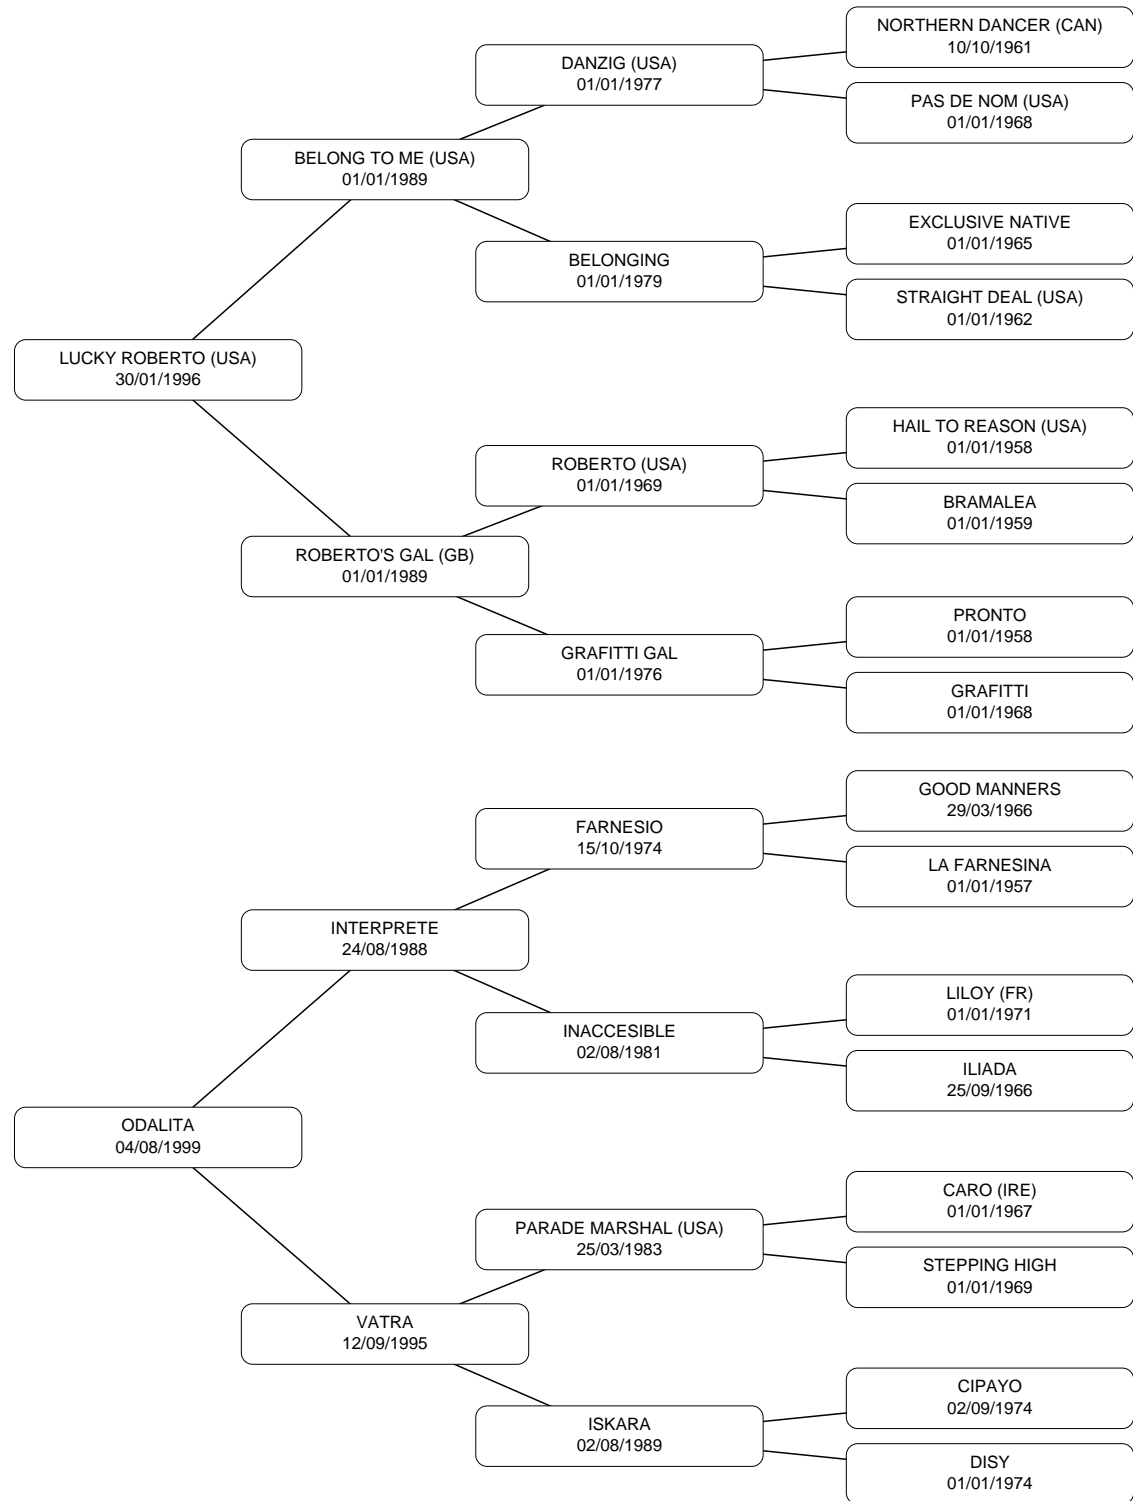 NORTHERN DANCER (CAN)
10/10/1961
DANZIG (USA)
01/01/1977
PAS DE NOM (USA)
01/01/1968
BELONG TO ME (USA)
01/01/1989
EXCLUSIVE NATIVE
01/01/1965
BELONGING
01/01/1979
STRAIGHT DEAL (USA)
01/01/1962
LUCKY ROBERTO (USA)
30/01/1996
HAIL TO REASON (USA)
01/01/1958
ROBERTO (USA)
01/01/1969
BRAMALEA
01/01/1959
ROBERTO'S GAL (GB)
01/01/1989
PRONTO
01/01/1958
GRAFITTI GAL
01/01/1976
GRAFITTI
01/01/1968
GOOD MANNERS
29/03/1966
FARNESIO
15/10/1974
LA FARNESINA
01/01/1957
INTERPRETE
24/08/1988
LILOY (FR)
01/01/1971
INACCESIBLE
02/08/1981
ILIADA
25/09/1966
ODALITA
04/08/1999
CARO (IRE)
01/01/1967
PARADE MARSHAL (USA)
25/03/1983
STEPPING HIGH
01/01/1969
VATRA
12/09/1995
CIPAYO
02/09/1974
ISKARA
02/08/1989
DISY
01/01/1974